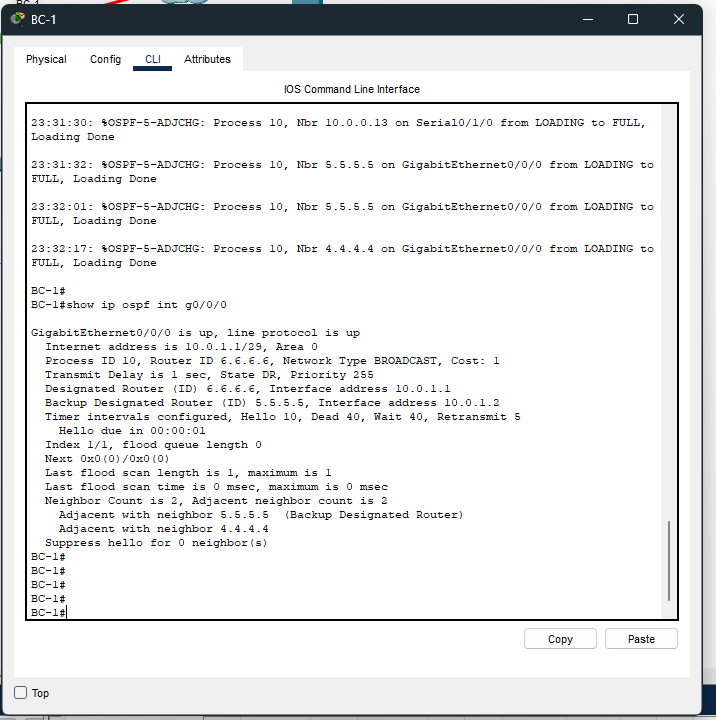 BC-1
Physical Config CLI Attributes
IOS Command Line Interface
23:31:30: %OSPF-5-ADJCHG: Process 10, Nbr 10.0.0.13 on Serial0/1/0 from LOADING to FULL,
Loading Done
23:31:32: %OSPF-5-ADJCHG: Process 10, Nbr 5.5.5.5 on GigabitEthernet0/0/0 from LOADING to
FULL, Loading Done
23:32:01: %OSPF-5-ADJCHG: Process 10, Nbr 5.5.5.5 on GigabitEthernet0/0/0 from LOADING to
FULL, Loading Done
23:32:17: %OSPF-5-ADJCHG: Process 10, Nbr 4.4.4.4 on GigabitEthernet0/0/0 from LOADING to
FULL, Loading Done
BC-1#
BC-1#show ip ospf int g0/0/0
GigabitEthernet0/0/0 is up, line protocol is up
Internet address is 10.0.1.1/29, Area 0
Process ID 10, Router ID 6.6.6.6, Network Type BROADCAST, Cost: 1
Transmit Delay is 1 sec, State DR, Priority 255
Designated Router (ID) 6.6.6.6, Interface address 10.0.1.1
Backup Designated Router (ID) 5.5.5.5, Interface address 10.0.1.2
Timer intervals configured, Hello 10, Dead 40, Wait 40, Retransmit 5
Hello due in 00:00:01
Index 1/1, flood queue length 0
Next 0x0(0)/0x0(0)
Last flood scan length is 1, maximum is 1
Last flood scan time is 0 msec, maximum is 0 msec
Neighbor Count is 2, Adjacent neighbor count is 2
Adjacent with neighbor 5.5.5.5 (Backup Designated Router)
Adjacent with neighbor 4.4.4.4
Suppress hello for 0 neighbor(s)
BC-1#
BC-1#
BC-1#
BC-1#
BC-1#
Copy Paste
Top